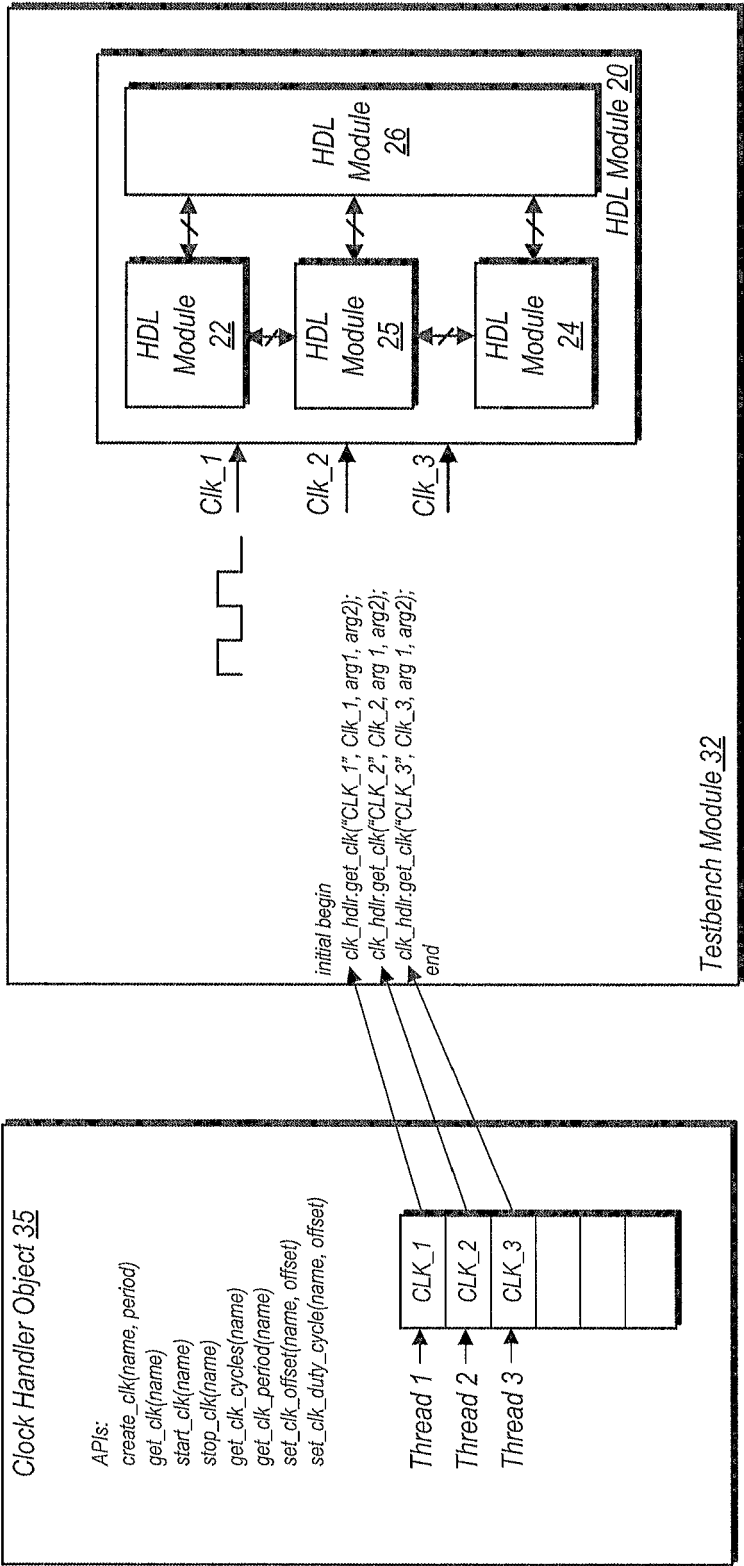 Clock Handler Object 35
APIs:
create_clk(name, period)
get_clk(name)
start_clk(name)
stop_clk(name)
get_clk_cycles(name)
get_clk_period(name)
set_clk_offset(name, offset)
set_clk_duty_cycle(name, offset)
Thread 1
CLK_1
Thread 2
CLK_2
Thread 3
CLK_3
initial begin
clk_hdlr.get_clk("CLK_1", Clk_1, arg1, arg2);
clk_hdlr.get_clk("CLK_2", Clk_2, arg 1, arg2);
clk_hdlr.get_clk("CLK_3", Clk_3, arg 1, arg2);
end
Testbench Module 32
Clk_1
Clk_2
Clk_3
HDL
Module
22
HDL
Module
25
HDL
Module
24
HDL
Module
26
HDL Module 20